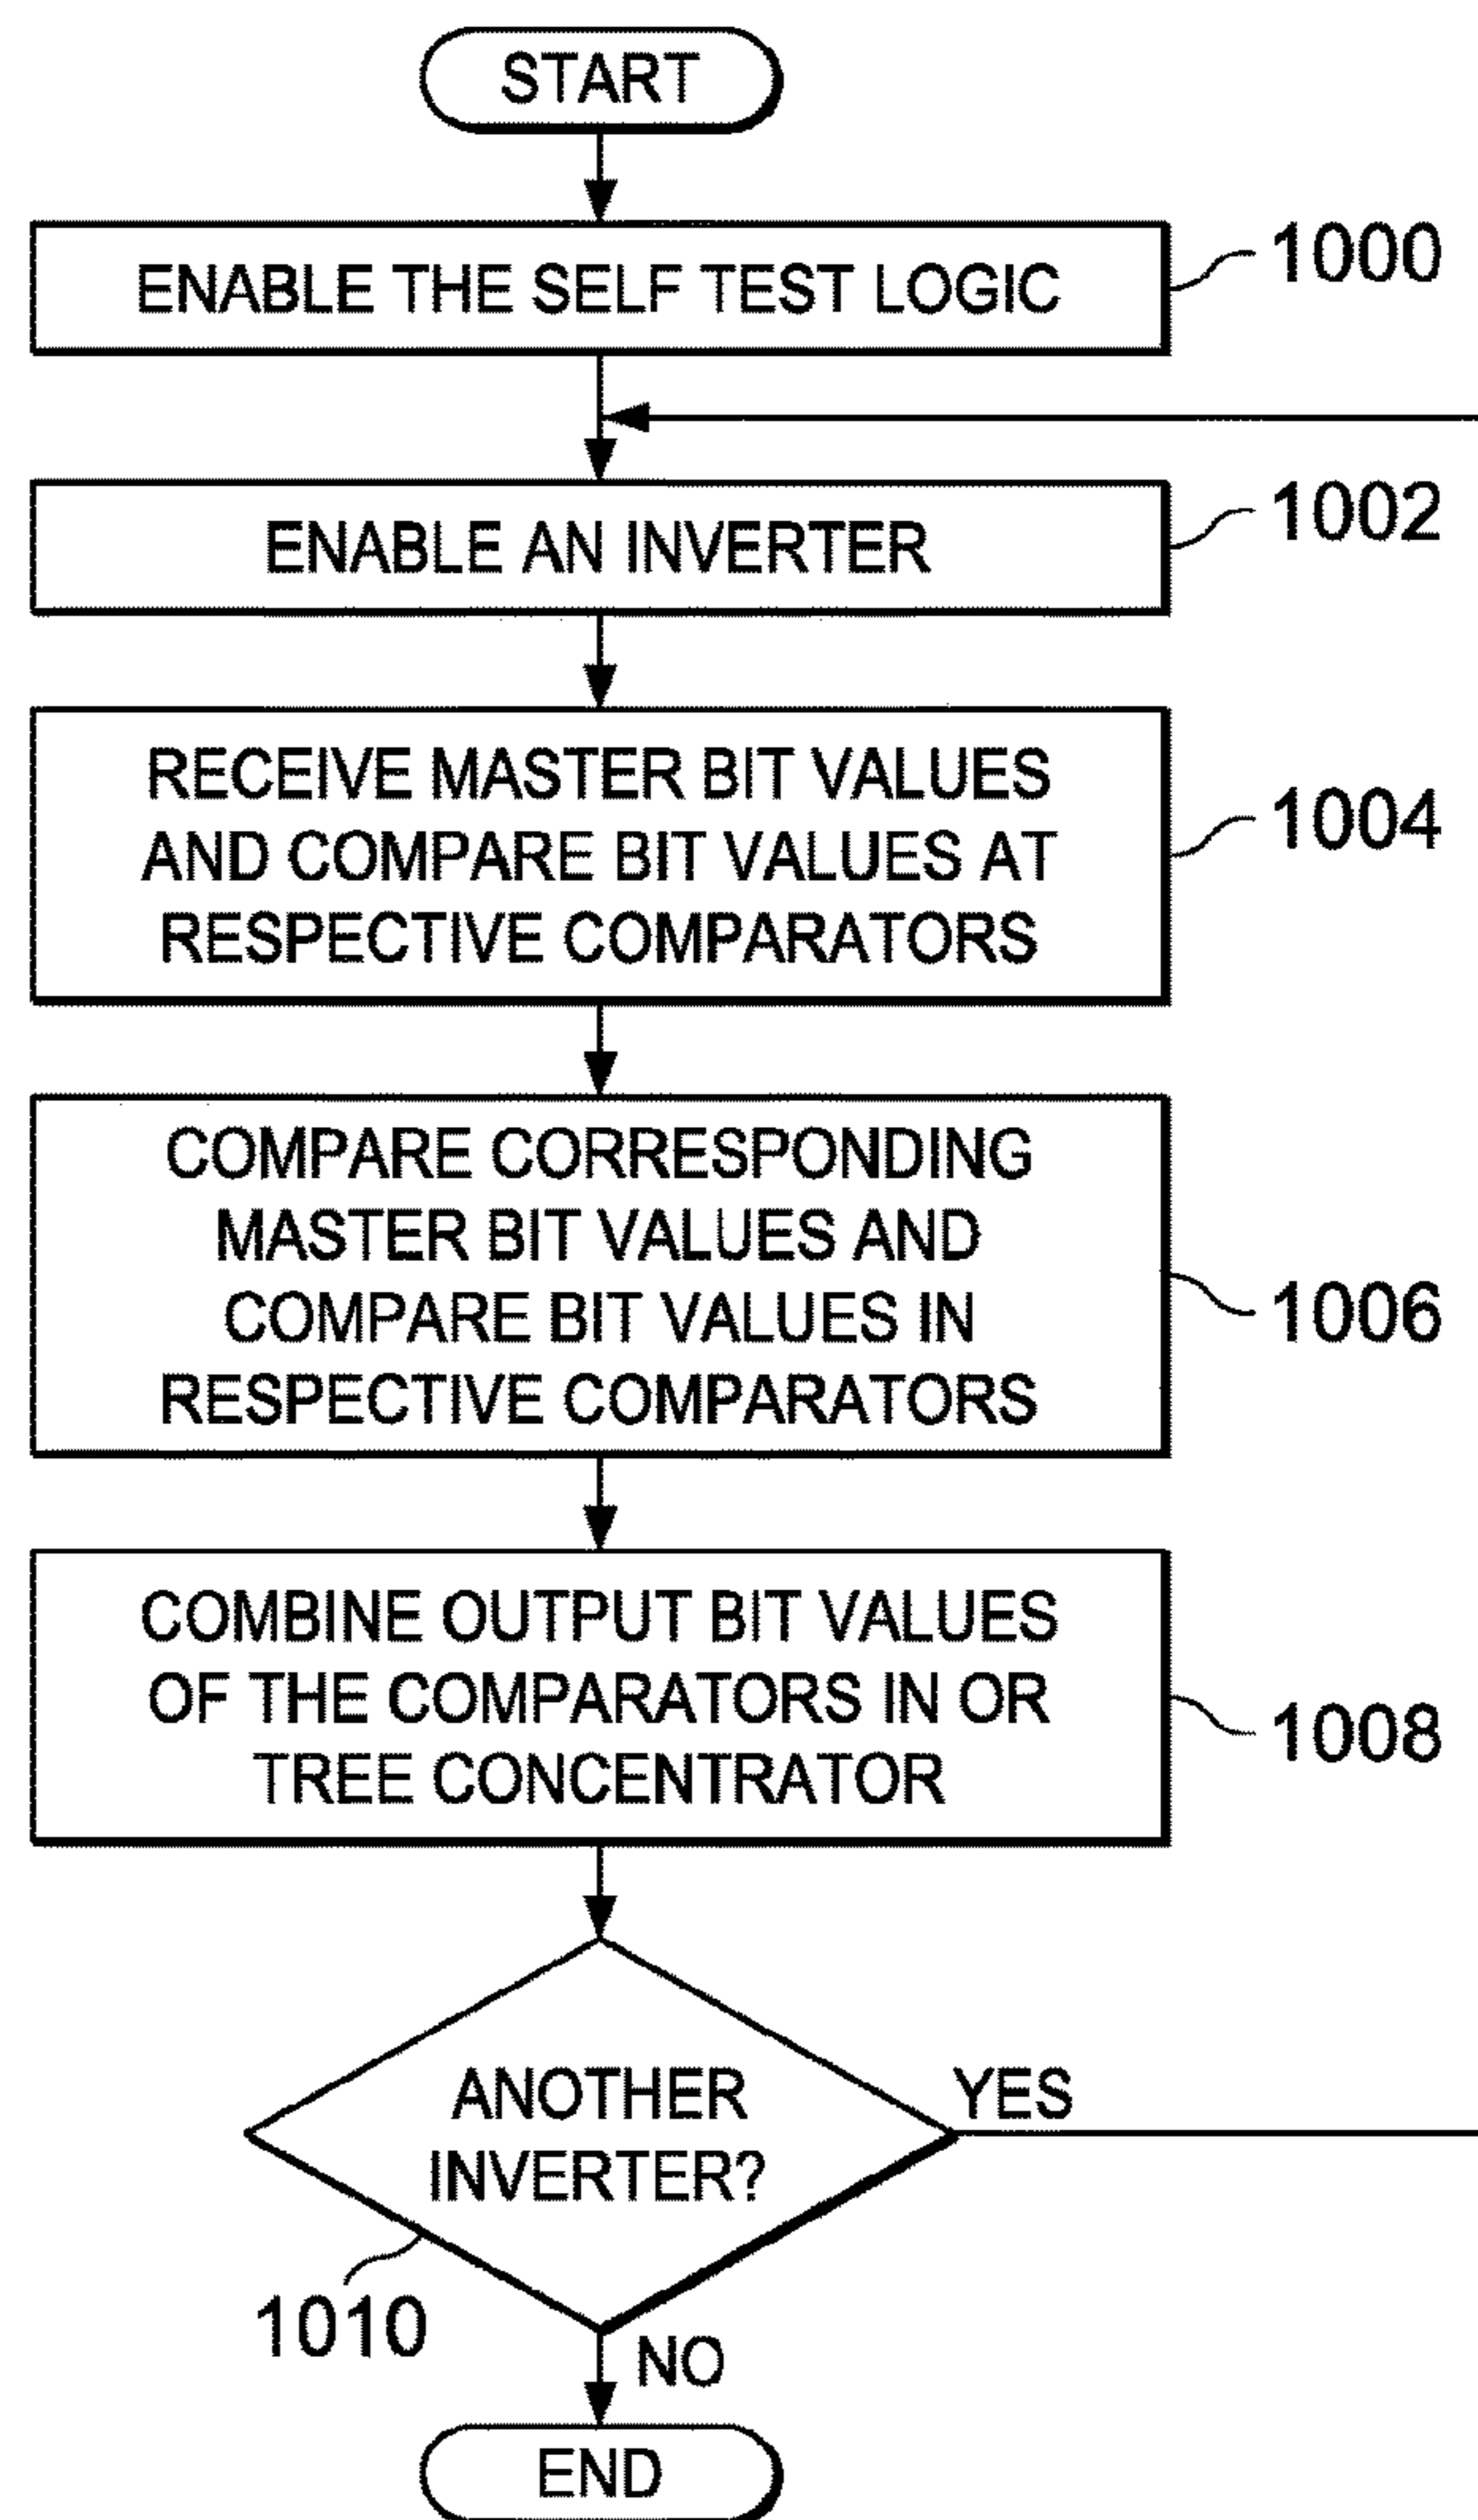 START
ENABLE THE SELF TEST LOGIC
1000
ENABLE AN INVERTER
1002
RECEIVE MASTER BIT VALUES
AND COMPARE BIT VALUES AT
RESPECTIVE COMPARATORS
1004
COMPARE CORRESPONDING
MASTER BIT VALUES AND
COMPARE BIT VALUES IN
RESPECTIVE COMPARATORS
1006
COMBINE OUTPUT BIT VALUES
OF THE COMPARATORS IN OR
TREE CONCENTRATOR
1008
ANOTHER
INVERTER?
YES
1010
NO
END